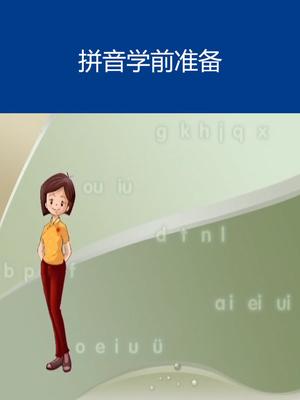 拼音学前准备
g k h j q x
ou iu
d t n l
b p f
ai ei ui
o e i u ü